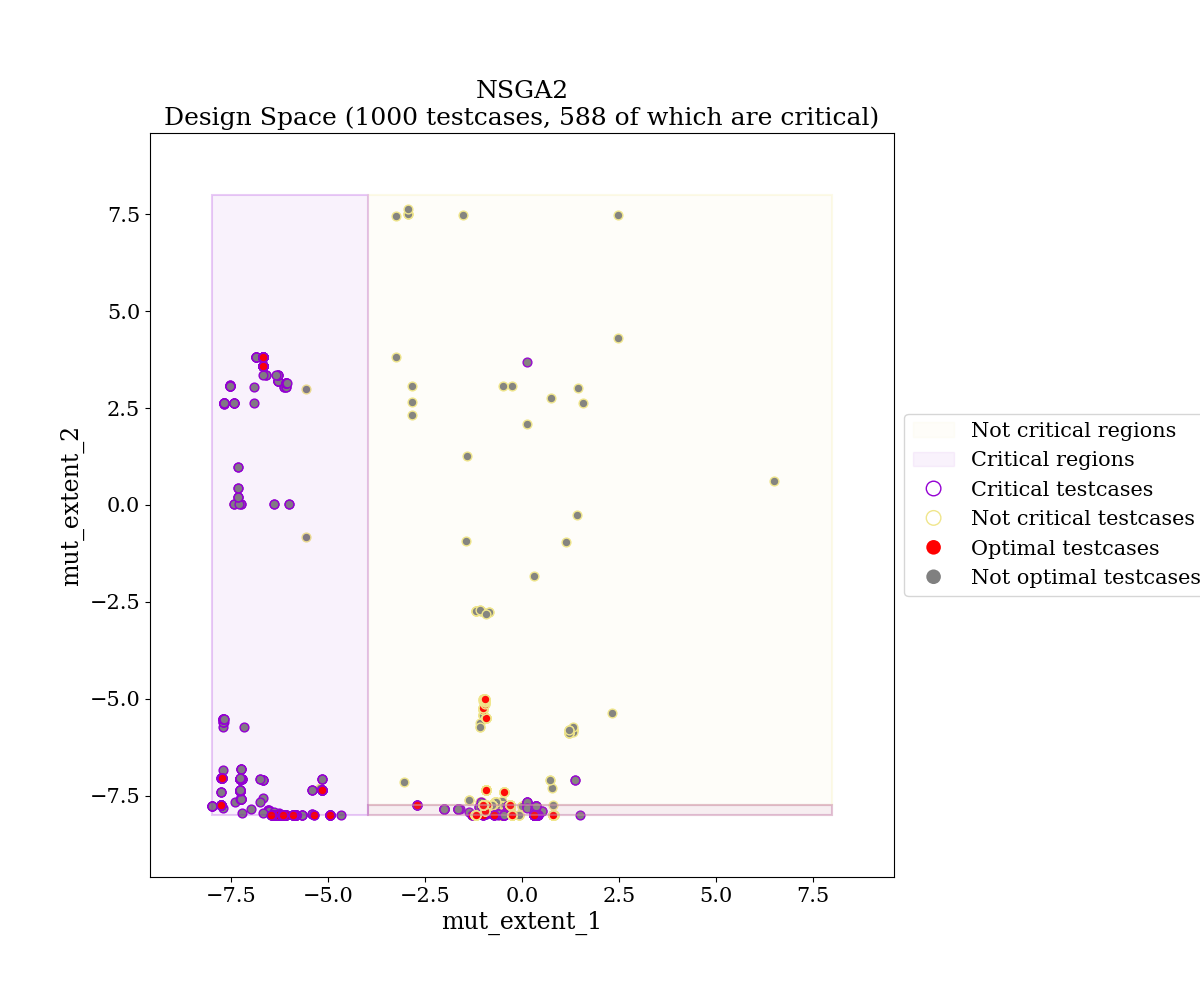 NSGA2
Design Space (1000 testcases, 588 of which are critical)
7.5
5.0
2.5
0.0
−2.5
−5.0
−7.5
mut_extent_2
−7.5
−5.0
−2.5
0.0
2.5
5.0
7.5
mut_extent_1
Not critical regions
Critical regions
Critical testcases
Not critical testcases
Optimal testcases
Not optimal testcases